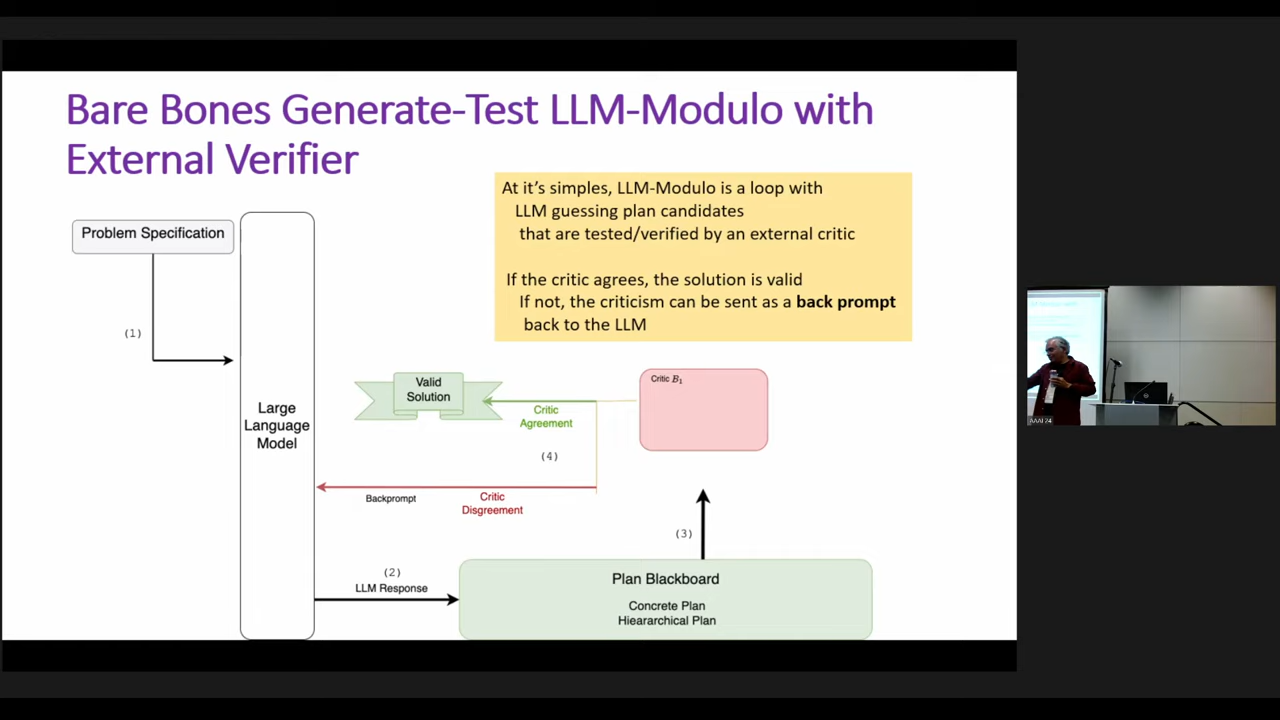 Bare Bones Generate-Test LLM-Modulo with
External Verifier
At it's simples, LLM-Modulo is a loop with
LLM guessing plan candidates
that are tested/verified by an external critic
If the critic agrees, the solution is valid
If not, the criticism can be sent as a back prompt
back to the LLM
Problem Specification
(1)
Large
Language
Model
Valid
Solution
Critic
Agreement
(4)
Critic B1
Backprompt
Critic
Disgreement
(3)
(2)
LLM Response
Plan Blackboard
Concrete Plan
Hieararchical Plan
AAAI 24